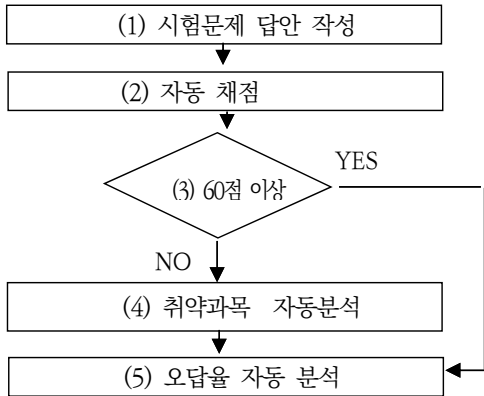 (1) 시험문제 답안 작성
(2) 자동 채점
YES
(3) 60점 이상
NO
(4) 취약과목 자동분석
(5) 오답율 자동 분석